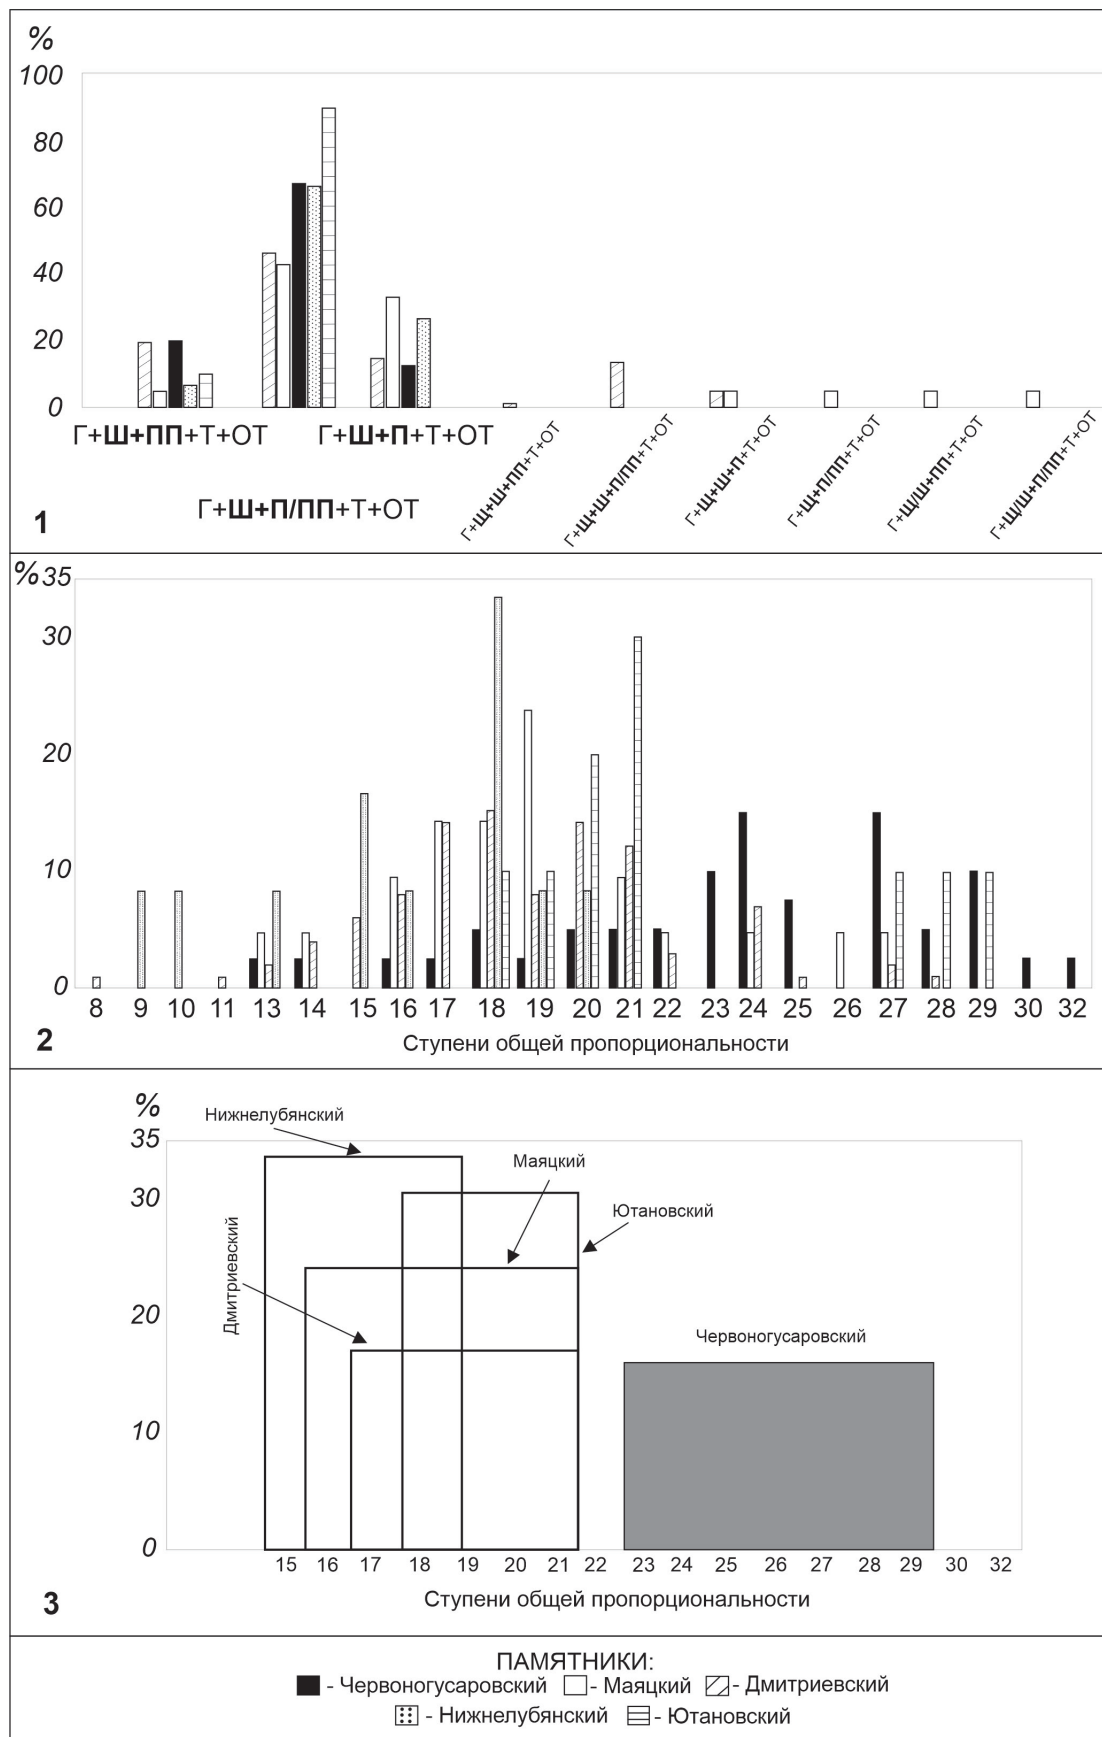 %
100
80
60
40
20
0
Г+Ш+ПП+Т+ОТ
Г+Ш+П+Т+ОТ
Г+Ш+П/ПП+Т+ОТ
Г+Щ+Ш+ПП+Т+ОТ
Г+Щ+Ш+П/ПП+Т+ОТ
Г+Щ+Ш+П+Т+ОТ
Г+Щ+П/ПП+Т+ОТ
Г+Щ/Ш+ПП+Т+ОТ
Г+Щ/Ш+П/ПП+Т+ОТ
1
%35
30
20
10
0
8 9 10 11 13 14 15 16 17 18 19 20 21 22 23 24 25 26 27 28 29 30 32
Ступени общей пропорциональности
2
%
35
30
20
10
0
Нижнелубянский
Маяцкий
Ютановский
Дмитриевский
Червоногусаровский
15 16 17 18 19 20 21 22 23 24 25 26 27 28 29 30 32
Ступени общей пропорциональности
3
ПАМЯТНИКИ:
- Червоногусаровский - Маяцкий - Дмитриевский
- Нижнелубянский - Ютановский